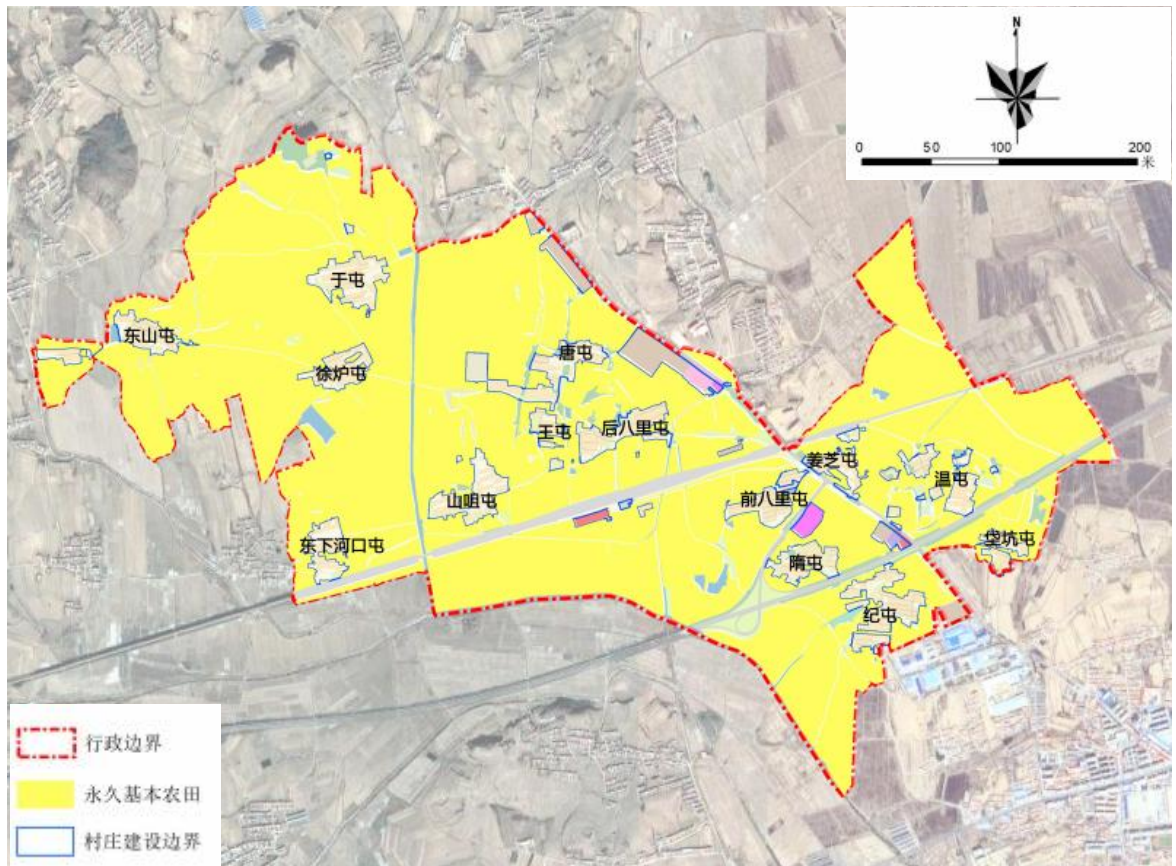 N
0 50 100 200
米
于屯
东山屯
唐屯
徐炉屯
王屯
后八里屯
姜芝屯
温屯
山咀屯
前八里屯
东下河口屯
垈坑屯
隋屯
纪屯
行政边界
永久基本农田
村庄建设边界